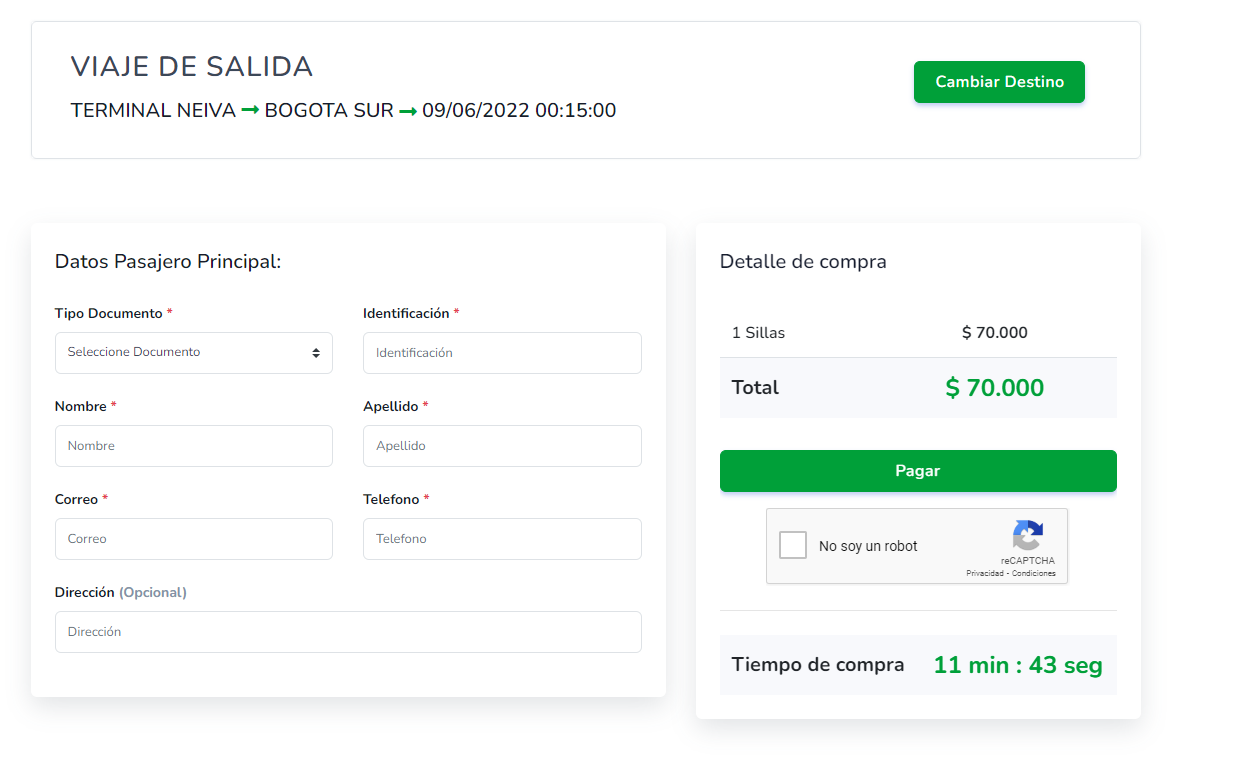 VIAJE DE SALIDA
TERMINAL NEIVA → BOGOTA SUR → 09/06/2022 00:15:00
Cambiar Destino
Datos Pasajero Principal:
Tipo Documento * Identificación *
Seleccione Documento Identificación
Nombre * Apellido *
Nombre Apellido
Correo * Telefono *
Correo Telefono
Dirección (Opcional)
Dirección
Detalle de compra
1 Sillas $ 70.000
Total $ 70.000
Pagar
No soy un robot
reCAPTCHA
Privacidad - Condiciones
Tiempo de compra 11 min : 43 seg